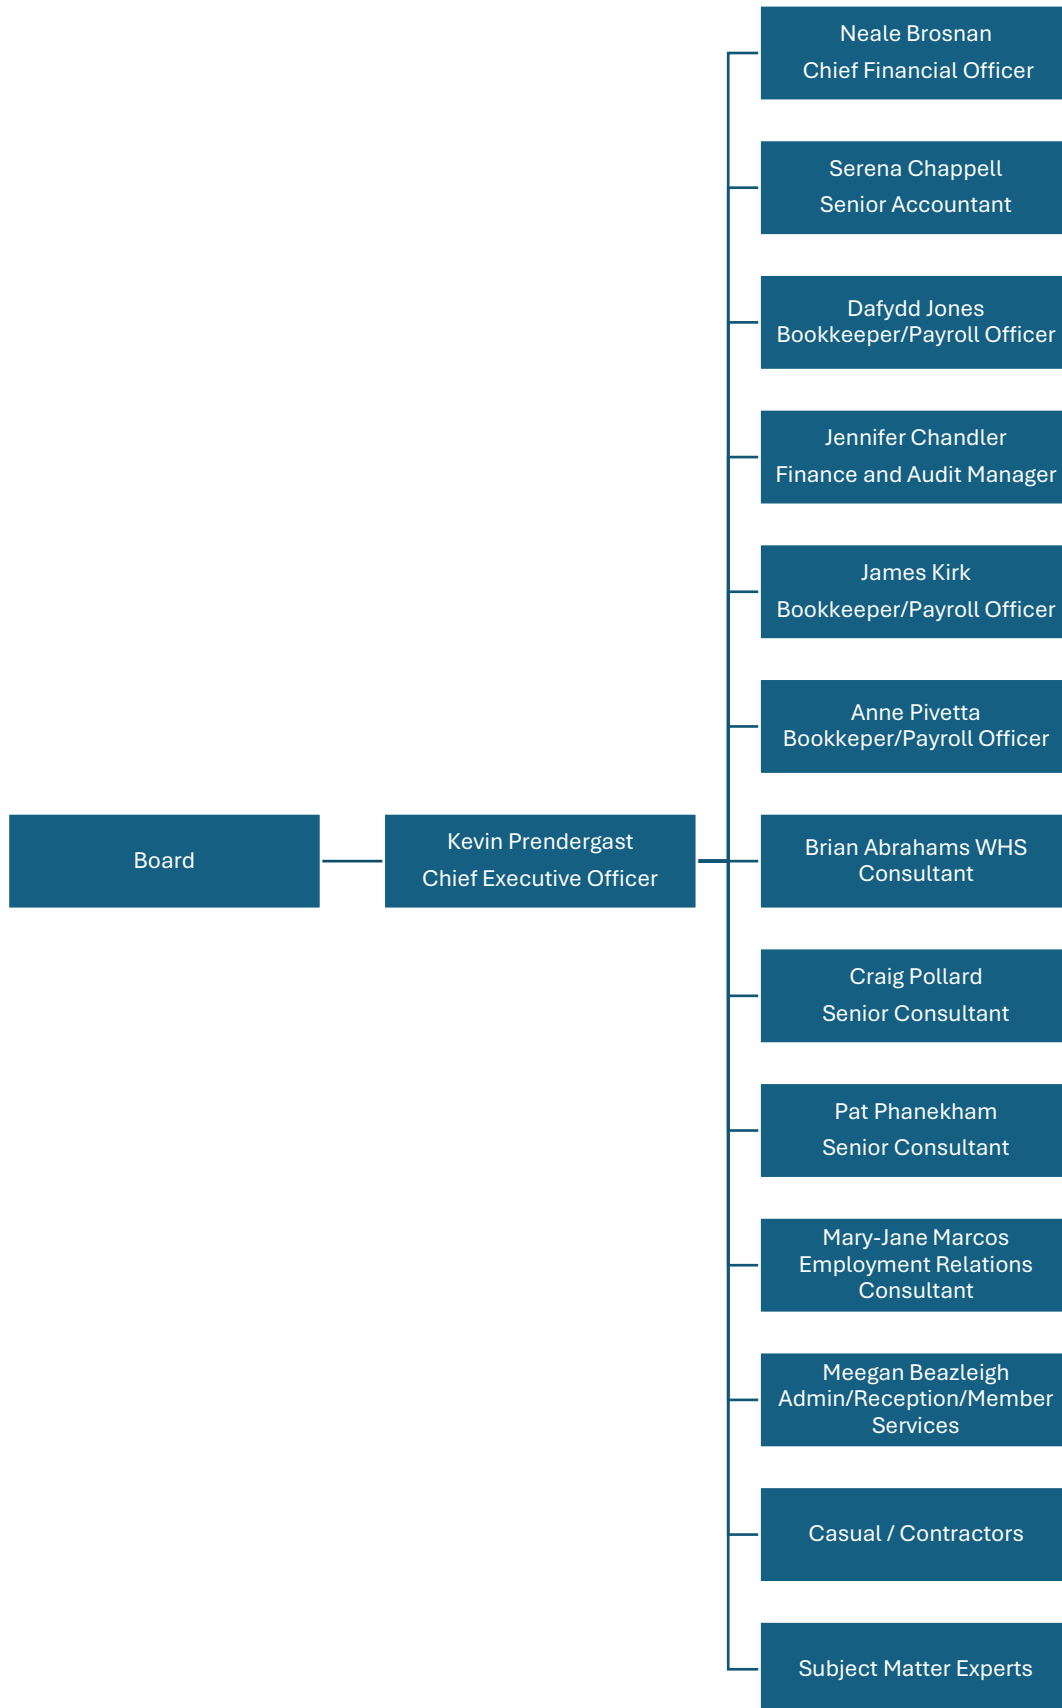 Board
Kevin Prendergast
Chief Executive Officer
Neale Brosnan
Chief Financial Officer
Serena Chappell
Senior Accountant
Dafydd Jones
Bookkeeper/Payroll Officer
Jennifer Chandler
Finance and Audit Manager
James Kirk
Bookkeeper/Payroll Officer
Anne Pivetta
Bookkeper/Payroll Officer
Brian Abrahams WHS
Consultant
Craig Pollard
Senior Consultant
Pat Phanekham
Senior Consultant
Mary-Jane Marcos
Employment Relations
Consultant
Meegan Beazleigh
Admin/Reception/Member
Services
Casual / Contractors
Subject Matter Experts